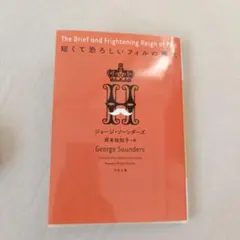 The Brief and Frightening Reign of Phil
短くて恐ろしいフィルの時代
H
ジョージ・ソーンダーズ
岸本佐知子=訳
George Saunders